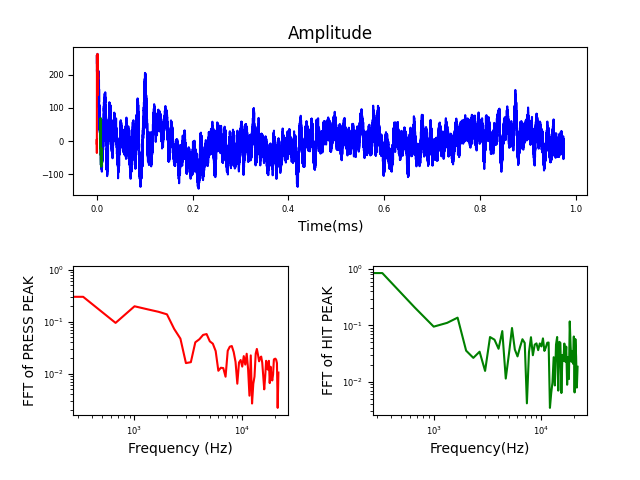 Amplitude
200
100
0
−100
0.0 0.2 0.4 0.6 0.8 1.0
Time(ms)
FFT of PRESS PEAK
10⁰
10⁻¹
10⁻²
10³ 10⁴
Frequency (Hz)
FFT of HIT PEAK
10⁰
10⁻¹
10⁻²
10³ 10⁴
Frequency(Hz)